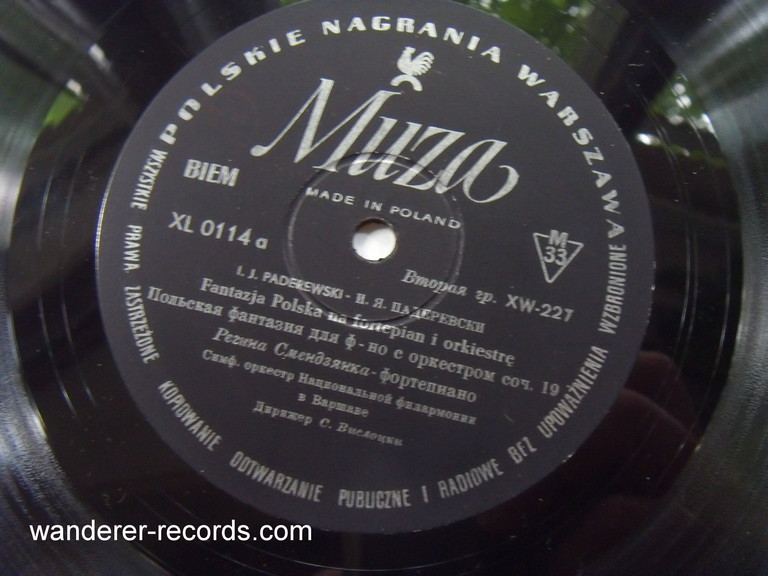 POLSKIE NAGRANIA WARSZAWA
Muza
BIEM
MADE IN POLAND
XL 0114 a
M
33
Вторая гр. XW-227
I. J. PADEREWSKI - И. Я. ПАДЕРЕВСКИ
Fantazja Polska na fortepian i orkiestrę
Польская фантазия для ф-но с оркестром соч. 19
Регина Смендзянка - фортепиано
Симф. оркестр Национальной филармонии
в Варшаве
Дирижер С. Вислоцки
WSZYSTKIE PRAWA ZASTRZEŻONE KOPIOWANIE ODTWARZANIE PUBLICZNE I RADIOWE BEZ UPOWAŻNIENIA WZBRONIONE
wanderer-records.com